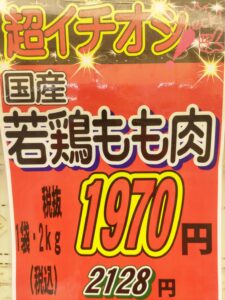 超イチオシ
国産
若鶏もも肉
税抜 1970円
1袋・2kg
(税込) 2128円